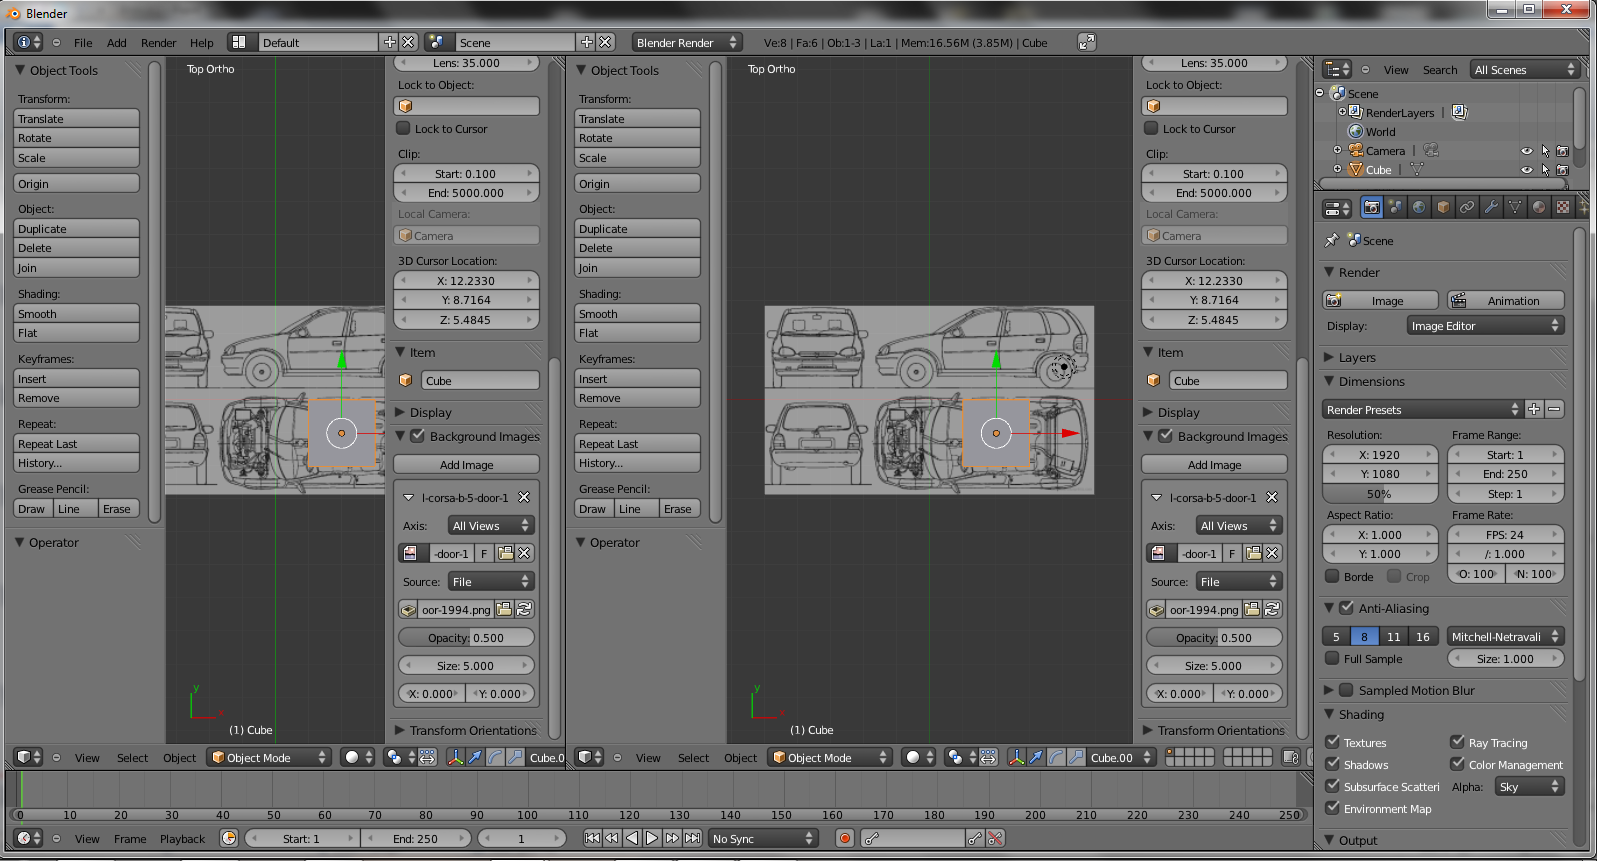 Blender
File Add Render Help Default Scene Blender Render Ve:8 | Fa:6 | Ob:1-3 | La:1 | Mem:16.56M (3.85M) | Cube
Object Tools
Transform:
Translate
Rotate
Scale
Origin
Object:
Duplicate
Delete
Join
Shading:
Smooth
Flat
Keyframes:
Insert
Remove
Repeat:
Repeat Last
History...
Grease Pencil:
Draw Line Erase
Operator
Top Ortho
y
x
(1) Cube
Lens: 35.000
Lock to Object:
Lock to Cursor
Clip:
Start: 0.100
End: 5000.000
Local Camera:
Camera
3D Cursor Location:
X: 12.2330
Y: 8.7164
Z: 5.4845
Item
Cube
Display
Background Images
Add Image
l-corsa-b-5-door-1
Axis: All Views
-door-1 F
Source: File
oor-1994.png
Opacity: 0.500
Size: 5.000
X: 0.000 Y: 0.000
Transform Orientations
View Select Object Object Mode Cube.0
Object Tools
Transform:
Translate
Rotate
Scale
Origin
Object:
Duplicate
Delete
Join
Shading:
Smooth
Flat
Keyframes:
Insert
Remove
Repeat:
Repeat Last
History...
Grease Pencil:
Draw Line Erase
Operator
Top Ortho
y
x
(1) Cube
Lens: 35.000
Lock to Object:
Lock to Cursor
Clip:
Start: 0.100
End: 5000.000
Local Camera:
Camera
3D Cursor Location:
X: 12.2330
Y: 8.7164
Z: 5.4845
Item
Cube
Display
Background Images
Add Image
l-corsa-b-5-door-1
Axis: All Views
-door-1 F
Source: File
oor-1994.png
Opacity: 0.500
Size: 5.000
X: 0.000 Y: 0.000
Transform Orientations
View Select Object Object Mode Cube.00
View Search All Scenes
Scene
RenderLayers |
World
Camera |
Cube |
Scene
Render
Image Animation
Display: Image Editor
Layers
Dimensions
Render Presets
Resolution: Frame Range:
X: 1920 Start: 1
Y: 1080 End: 250
50% Step: 1
Aspect Ratio: Frame Rate:
X: 1.000 FPS: 24
Y: 1.000 /: 1.000
Borde Crop O: 100 N: 100
Anti-Aliasing
5 8 11 16 Mitchell-Netravali
Full Sample Size: 1.000
Sampled Motion Blur
Shading
Textures Ray Tracing
Shadows Color Management
Subsurface Scatteri Alpha: Sky
Environment Map
Output
0 10 20 30 40 50 60 70 80 90 100 110 120 130 140 150 160 170 180 190 200 210 220 230 240 250
View Frame Playback Start: 1 End: 250 1 No Sync